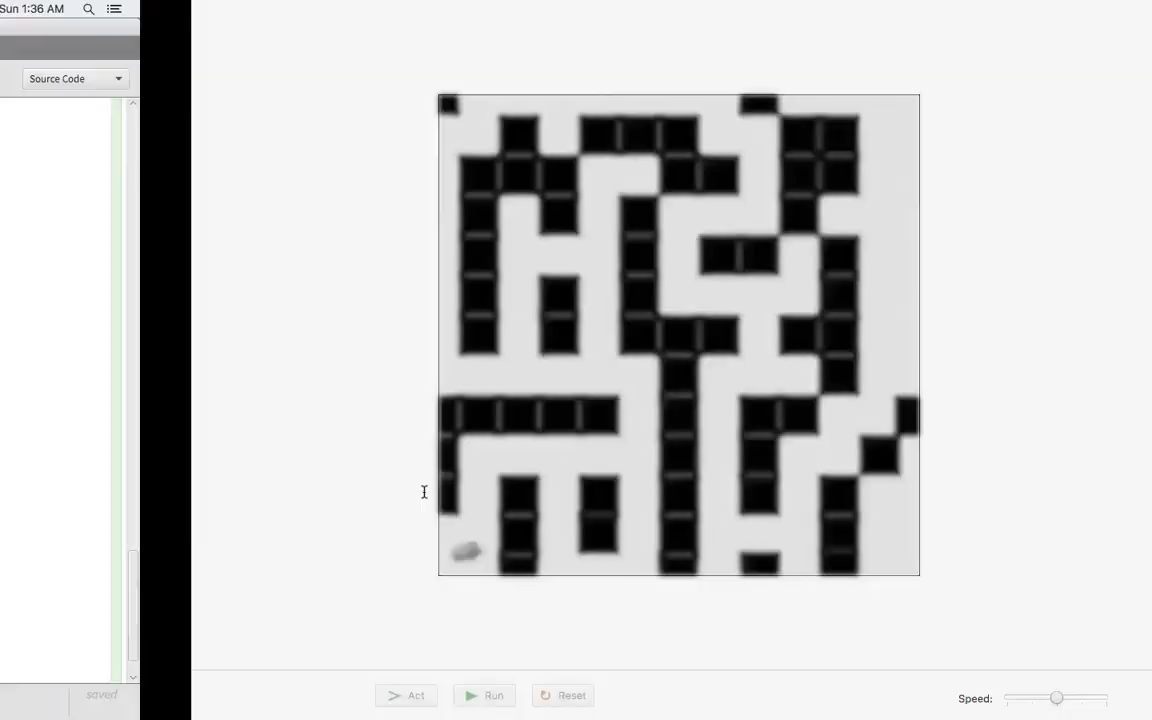 Sun 1:36 AM
Source Code
saved
Act
Run
Reset
Speed: